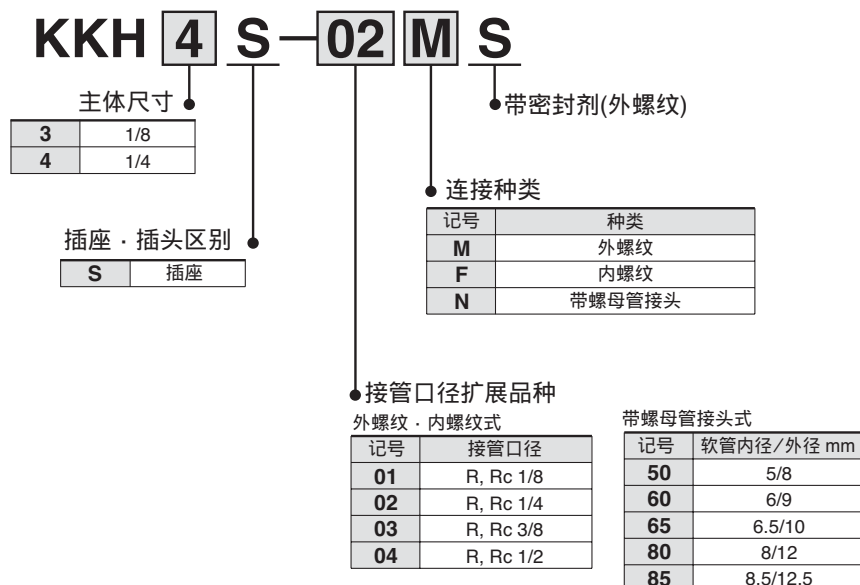 KKH 4 S-02 M S
主体尺寸
3 1/8
4 1/4
带密封剂(外螺纹)
连接种类
记号 种类
M 外螺纹
F 内螺纹
N 带螺母管接头
插座·插头区别
S 插座
接管口径扩展品种
外螺纹·内螺纹式
记号 接管口径
01 R, Rc 1/8
02 R, Rc 1/4
03 R, Rc 3/8
04 R, Rc 1/2
带螺母管接头式
记号 软管内径/外径 mm
50 5/8
60 6/9
65 6.5/10
80 8/12
85 8.5/12.5